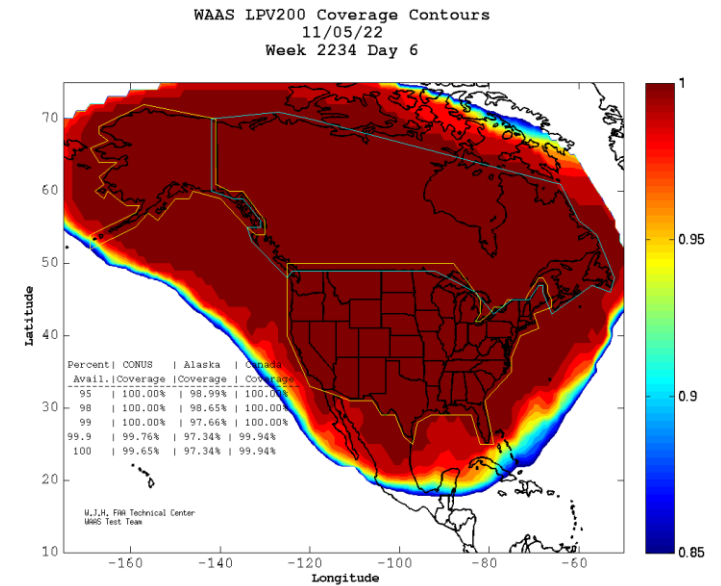 WAAS LPV200 Coverage Contours
11/05/22
Week 2234 Day 6
1
0.95
0.9
0.85
70
60
50
40
30
20
10
Latitude
Percent| CONUS | Alaska | Canada
Avail.|Coverage |Coverage | Coverage
95 | 100.00% | 98.99% | 100.00%
98 | 100.00% | 98.65% | 100.00%
99 | 100.00% | 97.66% | 100.00%
99.9 | 99.76% | 97.34% | 99.94%
100 | 99.65% | 97.34% | 99.94%
W.J.H. FAA Technical Center
WAAS Test Team
-160 -140 -120 -100 -80 -60
Longitude